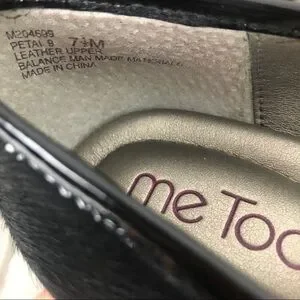 M204699
PETAL 9 7½M
LEATHER UPPER
BALANCE MAN MADE MATERIALS
MADE IN CHINA
me Too